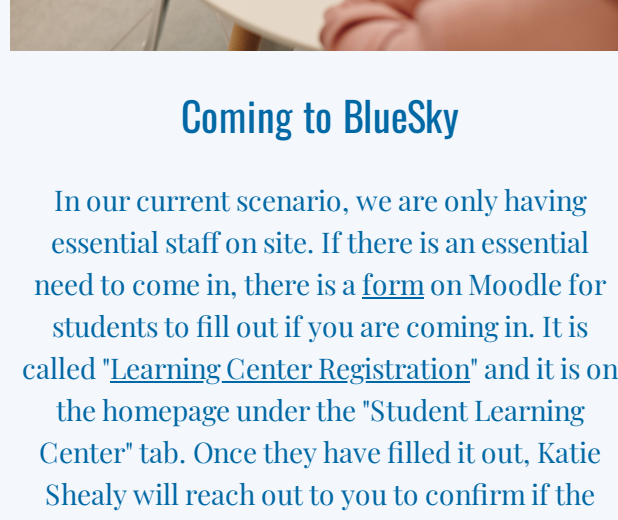 Coming to BlueSky
In our current scenario, we are only having
essential staff on site. If there is an essential
need to come in, there is a form on Moodle for
students to fill out if you are coming in. It is
called "Learning Center Registration" and it is on
the homepage under the "Student Learning
Center" tab. Once they have filled it out, Katie
Shealy will reach out to you to confirm if the